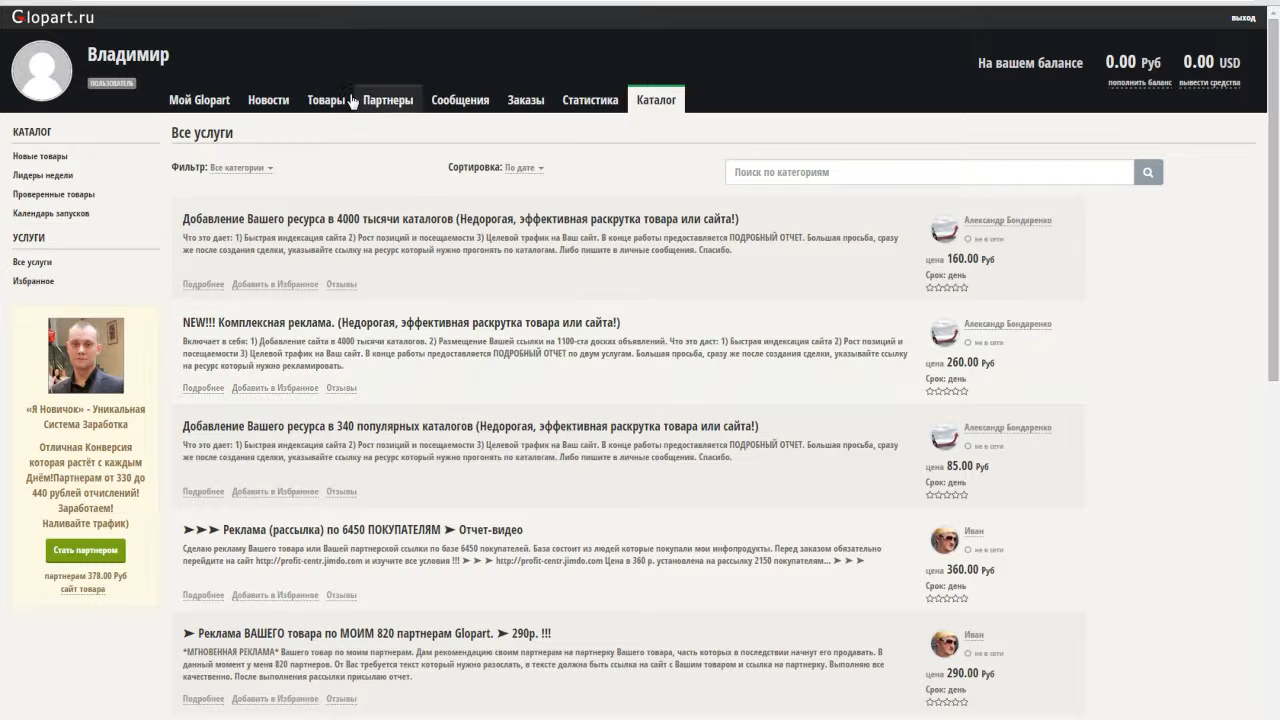 Glopart.ru
выход
Владимир
ПОЛЬЗОВАТЕЛЬ
На вашем балансе
0.00 Руб
0.00 USD
пополнить баланс
вывести средства
Мой Glopart
Новости
Товары
Партнеры
Сообщения
Заказы
Статистика
Каталог
КАТАЛОГ
Новые товары
Лидеры недели
Проверенные товары
Календарь запусков
УСЛУГИ
Все услуги
Избранное
«Я Новичок» - Уникальная
Система Заработка
Отличная Конверсия
которая растёт с каждым
Днём!Партнерам от 330 до
440 рублей отчислений!
Заработаем!
Наливайте трафик)
Стать партнером
партнерам 378.00 Руб
сайт товара
Все услуги
Фильтр: Все категории
Сортировка: По дате
Поиск по категориям
Добавление Вашего ресурса в 4000 тысячи каталогов (Недорогая, эффективная раскрутка товара или сайта!)
Что это дает: 1) Быстрая индексация сайта 2) Рост позиций и посещаемости 3) Целевой трафик на Ваш сайт. В конце работы предоставляется ПОДРОБНЫЙ ОТЧЕТ. Большая просьба, сразу
же после создания сделки, указывайте ссылку на ресурс который нужно прогонять по каталогам. Либо пишите в личные сообщения. Спасибо.
Подробнее Добавить в Избранное Отзывы
Александр Бондаренко
не в сети
цена 160.00 Руб
Срок: день
NEW!!! Комплексная реклама. (Недорогая, эффективная раскрутка товара или сайта!)
Включает в себя: 1) Добавление сайта в 4000 тысячи каталогов. 2) Размещение Вашей ссылки на 1100-ста досках объявлений. Что это даст: 1) Быстрая индексация сайта 2) Рост позиций и
посещаемости 3) Целевой трафик на Ваш сайт. В конце работы предоставляется ПОДРОБНЫЙ ОТЧЕТ по двум услугам. Большая просьба, сразу же после создания сделки, указывайте ссылку
на ресурс который нужно рекламировать.
Подробнее Добавить в Избранное Отзывы
Александр Бондаренко
не в сети
цена 260.00 Руб
Срок: день
Добавление Вашего ресурса в 340 популярных каталогов (Недорогая, эффективная раскрутка товара или сайта!)
Что это дает: 1) Быстрая индексация сайта 2) Рост позиций и посещаемости 3) Целевой трафик на Ваш сайт. В конце работы предоставляется ПОДРОБНЫЙ ОТЧЕТ. Большая просьба, сразу
же после создания сделки, указывайте ссылку на ресурс который нужно прогонять по каталогам. Либо пишите в личные сообщения. Спасибо.
Подробнее Добавить в Избранное Отзывы
Александр Бондаренко
не в сети
цена 85.00 Руб
Срок: день
➤➤➤ Реклама (рассылка) по 6450 ПОКУПАТЕЛЯМ ➤ Отчет-видео
Сделаю рекламу Вашего товара или Вашей партнерской ссылки по базе 6450 покупателей. База состоит из людей которые покупали мои инфопродукты. Перед заказом обязательно
перейдите на сайт http://profit-centr.jimdo.com и изучите все условия !!! ➤ ➤ ➤ http://profit-centr.jimdo.com Цена в 360 р. установлена на рассылку 2150 покупателям... ➤ ➤ ➤
Подробнее Добавить в Избранное Отзывы
Иван
не в сети
цена 360.00 Руб
Срок: день
➤ Реклама ВАШЕГО товара по МОИМ 820 партнерам Glopart. ➤ 290р. !!!
*МГНОВЕННАЯ РЕКЛАМА* Вашего товар по моим партнерам. Дам рекомендацию своим партнерам на партнерку Вашего товара, часть которых в последствии начнут его продавать. В
данный момент у меня 820 партнеров. От Вас требуется текст который нужно разослать, в тексте должна быть ссылка на сайт с Вашим товаром и ссылка на партнерку. Выполняю все
качественно. После выполнения рассылки присылаю отчет.
Подробнее Добавить в Избранное Отзывы
Иван
не в сети
цена 290.00 Руб
Срок: день